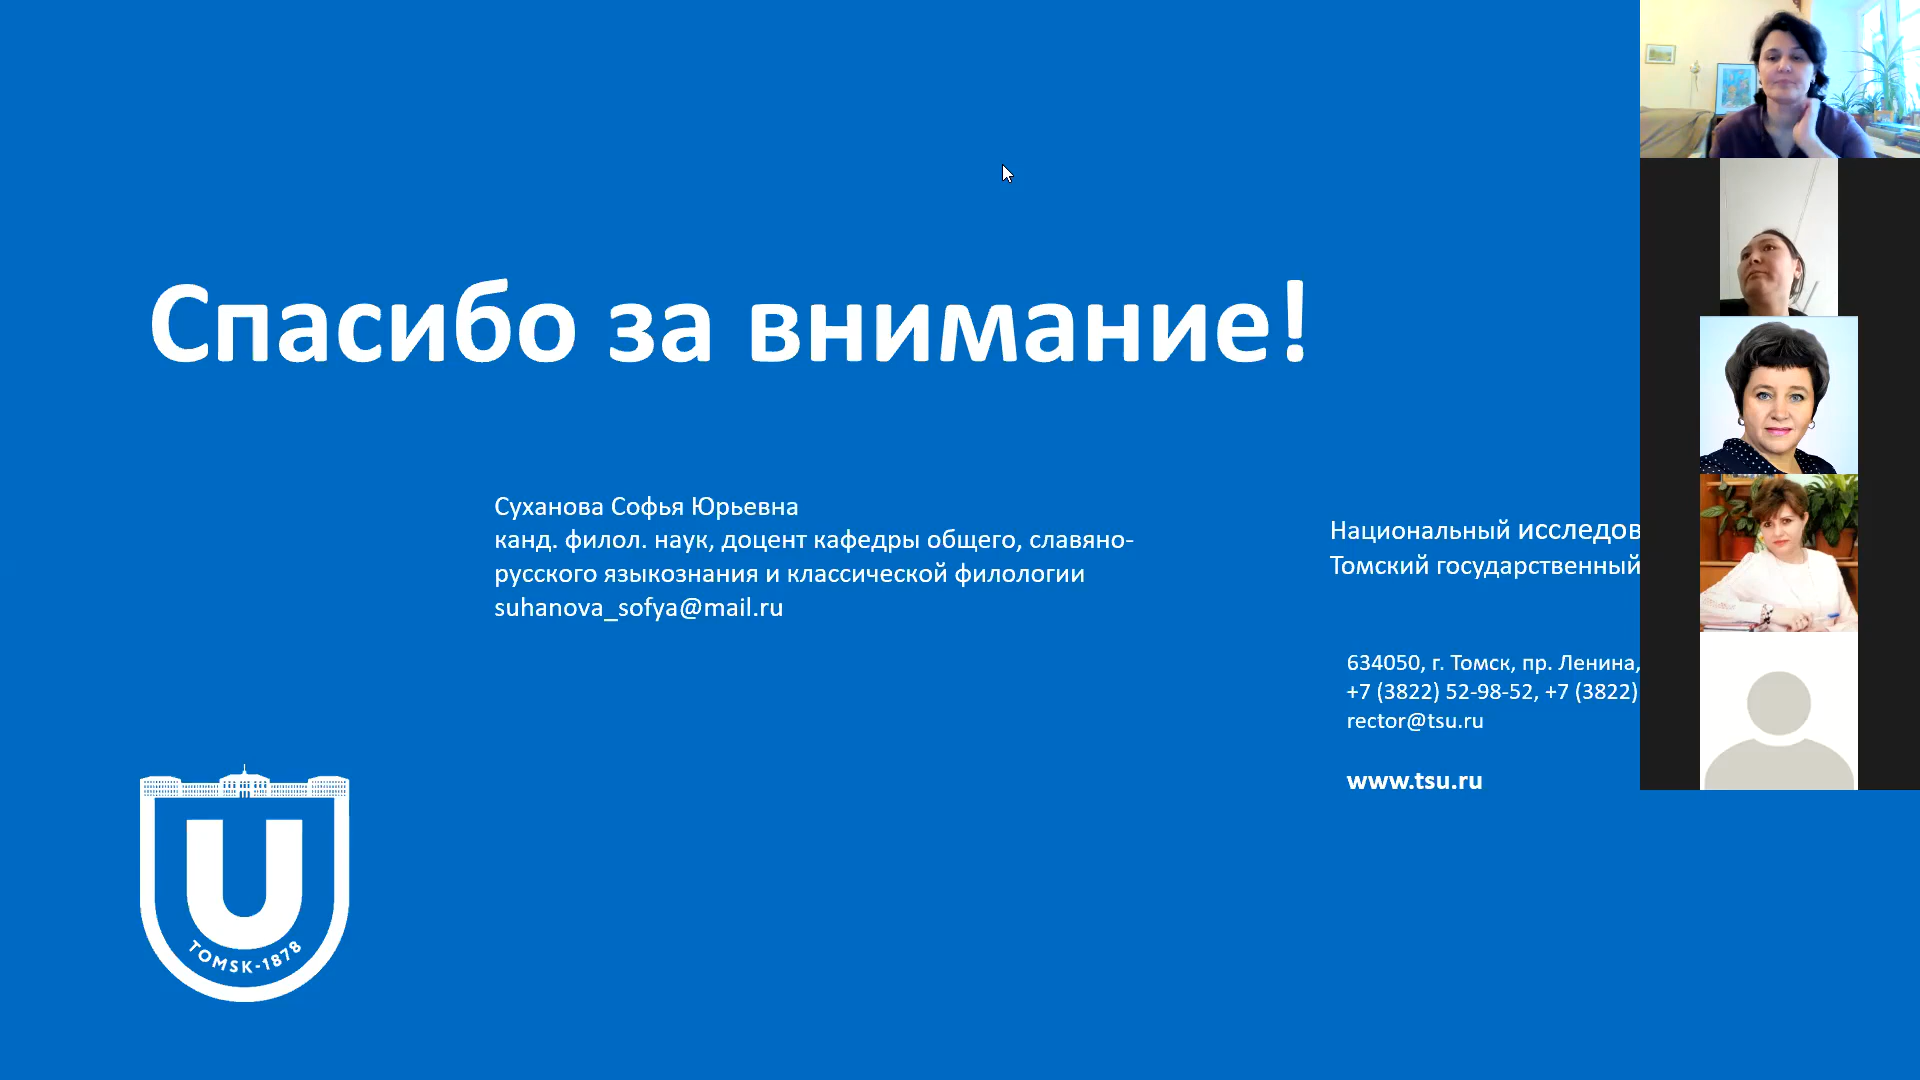 Спасибо за внимание!
Суханова Софья Юрьевна
канд. филол. наук, доцент кафедры общего, славяно-
русского языкознания и классической филологии
suhanova_sofya@mail.ru
Национальный
Томский государственный
634050, г. Томск, пр. Ленина,
+7 (3822) 52-98-52, +7 (3822)
rector@tsu.ru
www.tsu.ru
U
TOMSK-1878